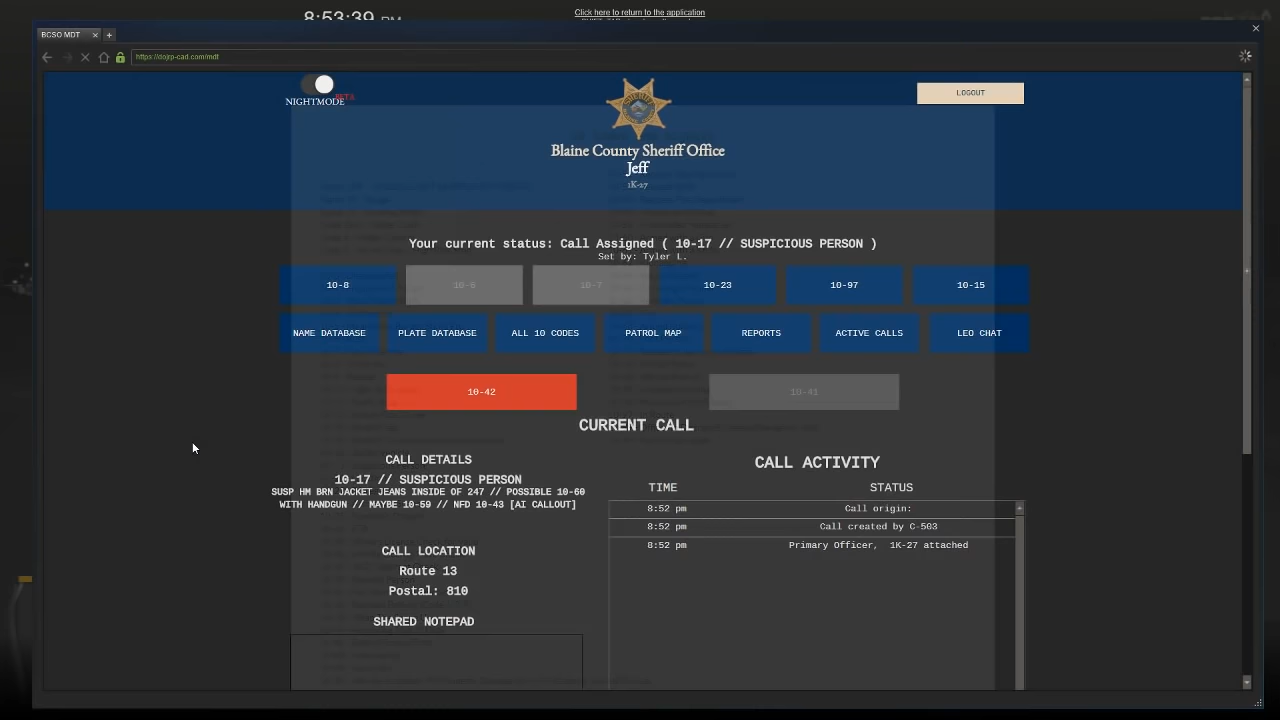 8:53:39 PM
Click here to return to the application
BCSO MDT
https://dojrp-cad.com/mdt
NIGHTMODE BETA
LOGOUT
Blaine County Sheriff Office
Jeff
1K-27
Your current status: Call Assigned ( 10-17 // SUSPICIOUS PERSON )
Set by: Tyler L.
10-8
10-6
10-7
10-23
10-97
10-15
NAME DATABASE
PLATE DATABASE
ALL 10 CODES
PATROL MAP
REPORTS
ACTIVE CALLS
LEO CHAT
10-42
10-41
CURRENT CALL
CALL DETAILS
10-17 // SUSPICIOUS PERSON
SUSP HM BRN JACKET JEANS INSIDE OF 247 // POSSIBLE 10-60
WITH HANDGUN // MAYBE 10-59 // NFD 10-43 [AI CALLOUT]
CALL LOCATION
Route 13
Postal: 810
SHARED NOTEPAD
CALL ACTIVITY
TIME STATUS
8:52 pm Call origin:
8:52 pm Call created by C-503
8:52 pm Primary Officer, 1K-27 attached